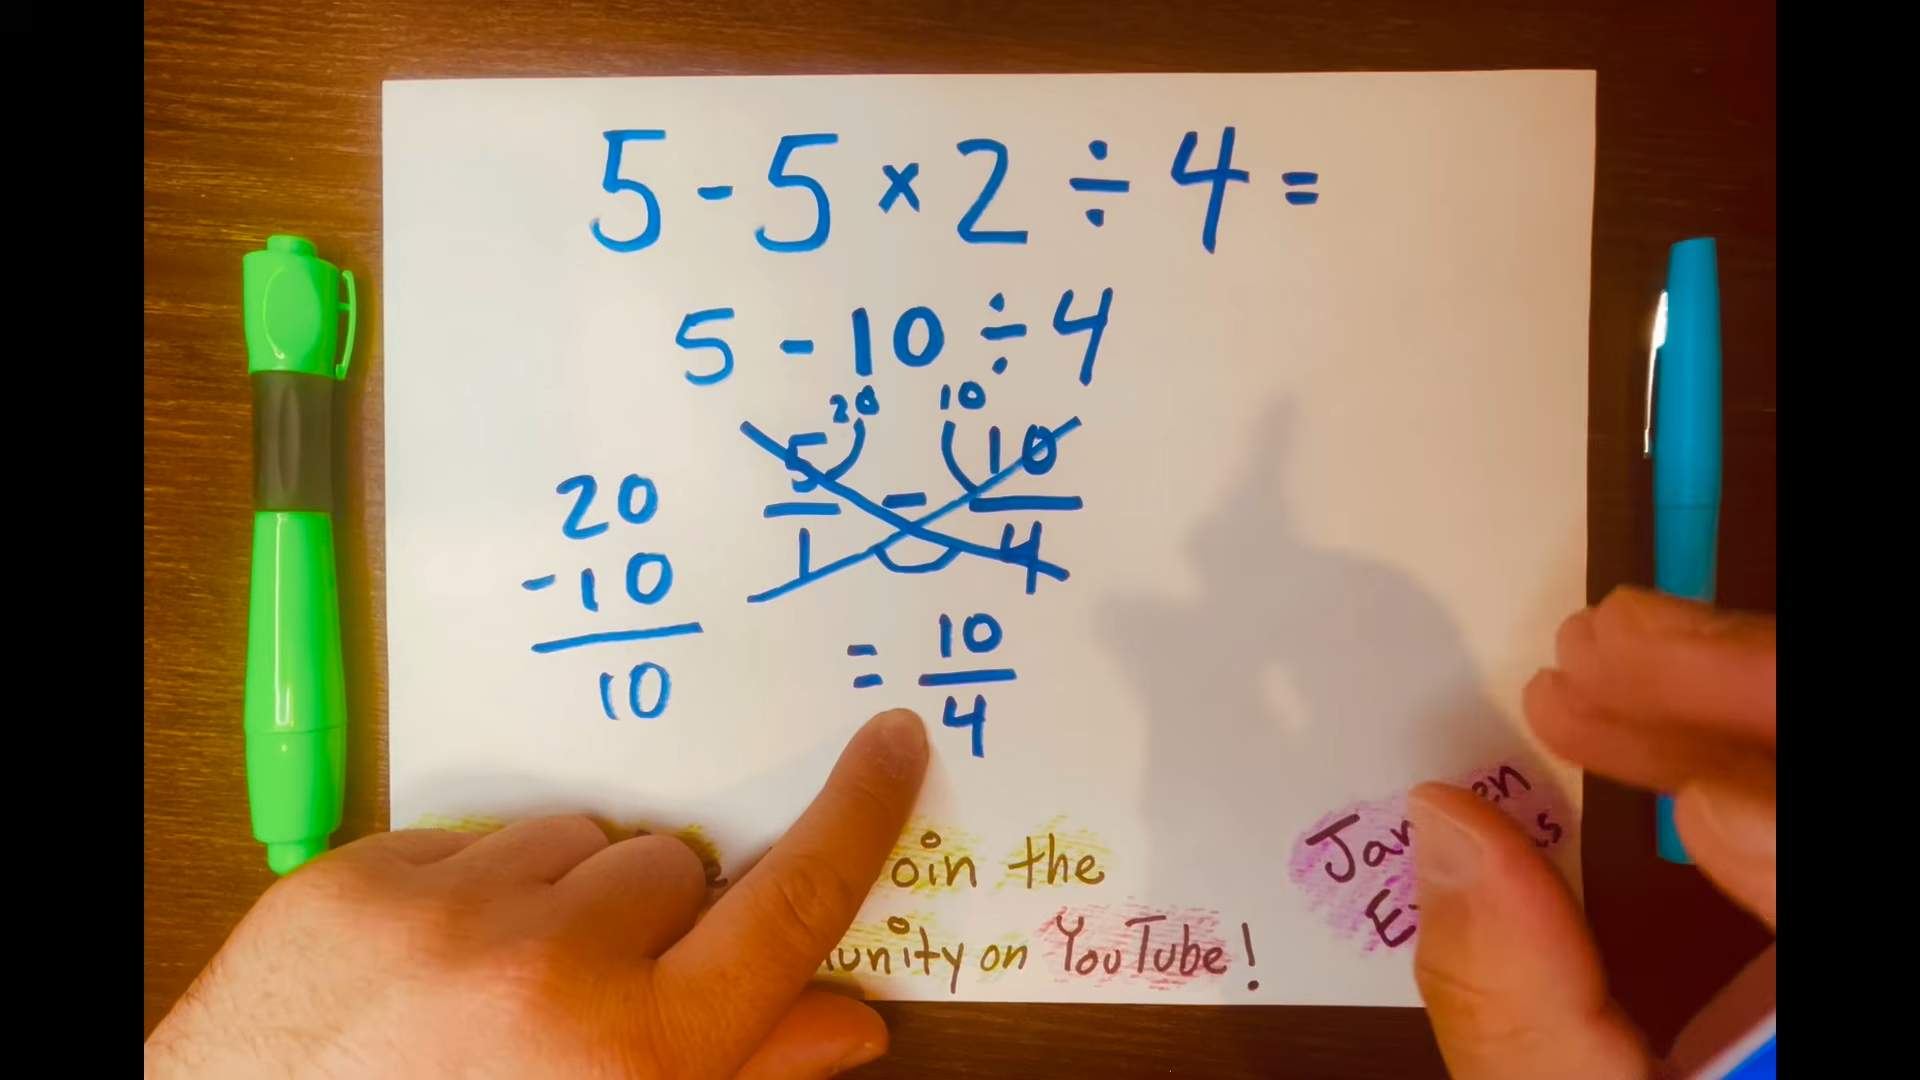 5 - 5 × 2 ÷ 4 =
5 - 10 ÷ 4
20 10
5 - 10
1 4
20
- 10
10
= 10
4
oin the
unity on YouTube!
Jar en
s
E